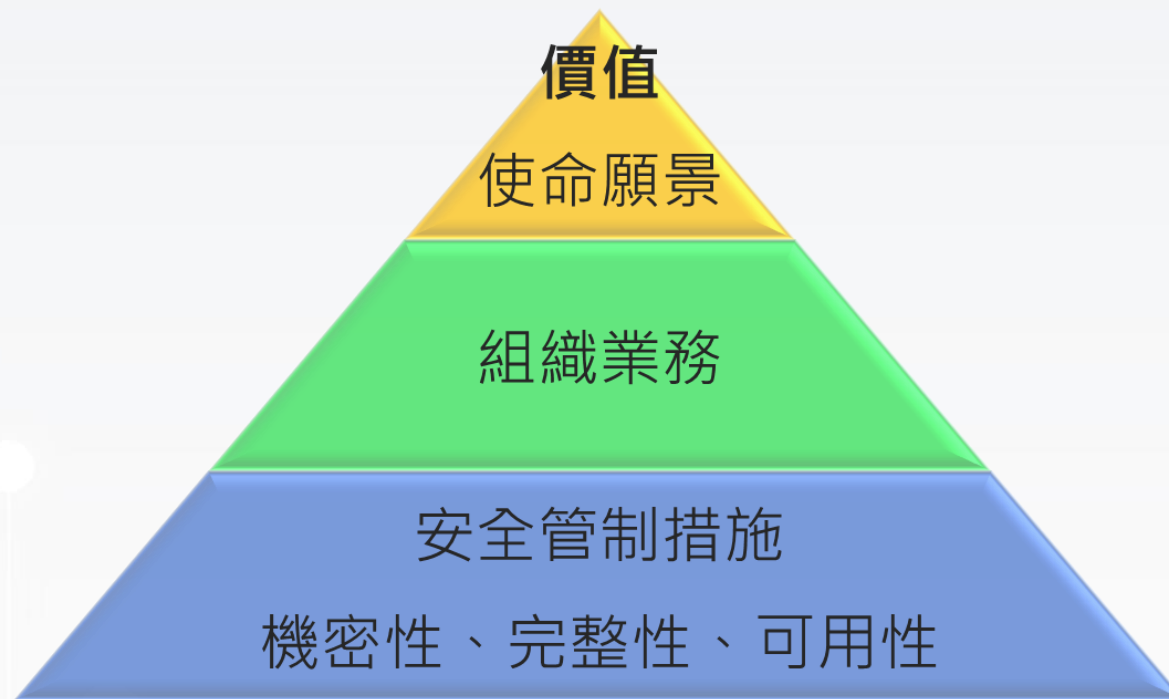 價值
使命願景
組織業務
安全管制措施
機密性、完整性、可用性